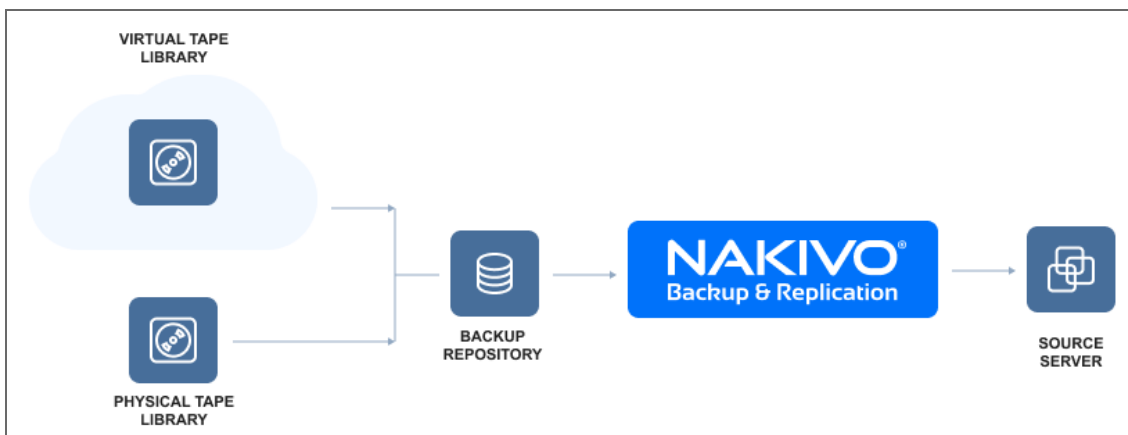 VIRTUAL TAPE
LIBRARY
NAKIVO®
Backup & Replication
BACKUP
REPOSITORY
SOURCE
SERVER
PHYSICAL TAPE
LIBRARY